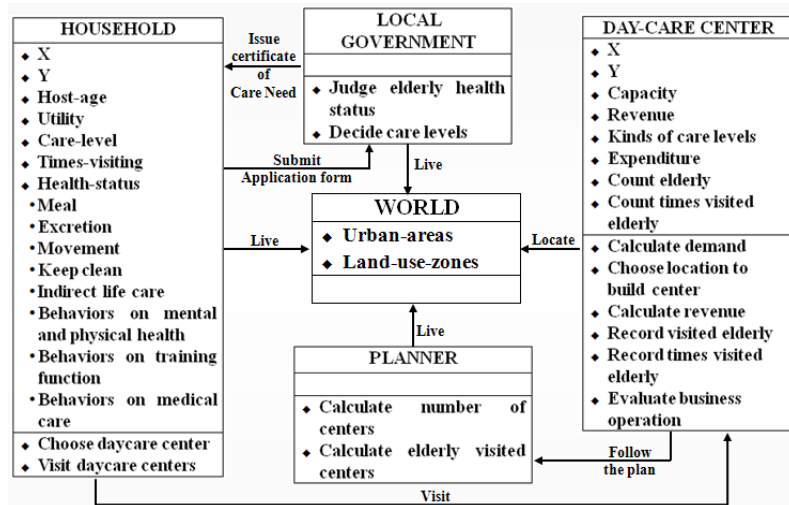 HOUSEHOLD
X
Y
Host-age
Utility
Care-level
Times-visiting
Health-status
Meal
Excretion
Movement
Keep clean
Indirect life care
Behaviors on mental
and physical health
Behaviors on training
function
Behaviors on medical
care
Choose daycare center
Visit daycare centers
Issue
certificate
of
Care Need
Submit
Application form
Live
LOCAL
GOVERNMENT
Judge elderly health
status
Decide care levels
Live
WORLD
Urban-areas
Land-use-zones
Live
PLANNER
Calculate number of
centers
Calculate elderly visited
centers
Locate
DAY-CARE CENTER
X
Y
Capacity
Revenue
Kinds of care levels
Expenditure
Count elderly
Count times visited
elderly
Calculate demand
Choose location to
build center
Calculate revenue
Record visited elderly
Record times visited
elderly
Evaluate business
operation
Follow
the plan
Visit